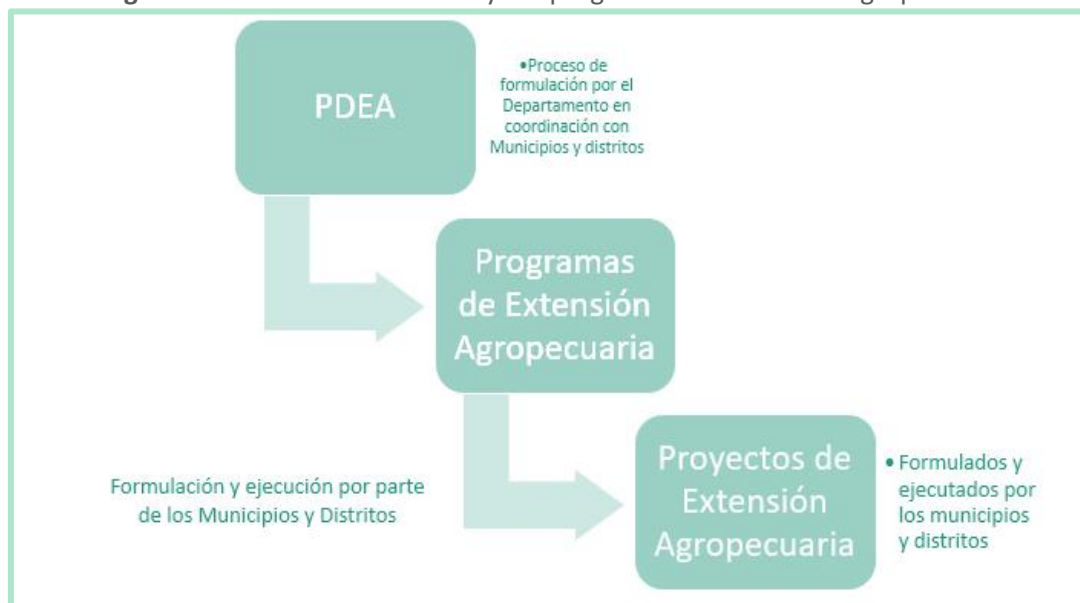 PDEA
•Proceso de
formulación por el
Departamento en
coordinación con
Municipios y distritos
Programas
de Extensión
Agropecuaria
Formulación y ejecución por parte
de los Municipios y Distritos
Proyectos de
Extensión
Agropecuaria
• Formulados y
ejecutados por
los municipios
y distritos